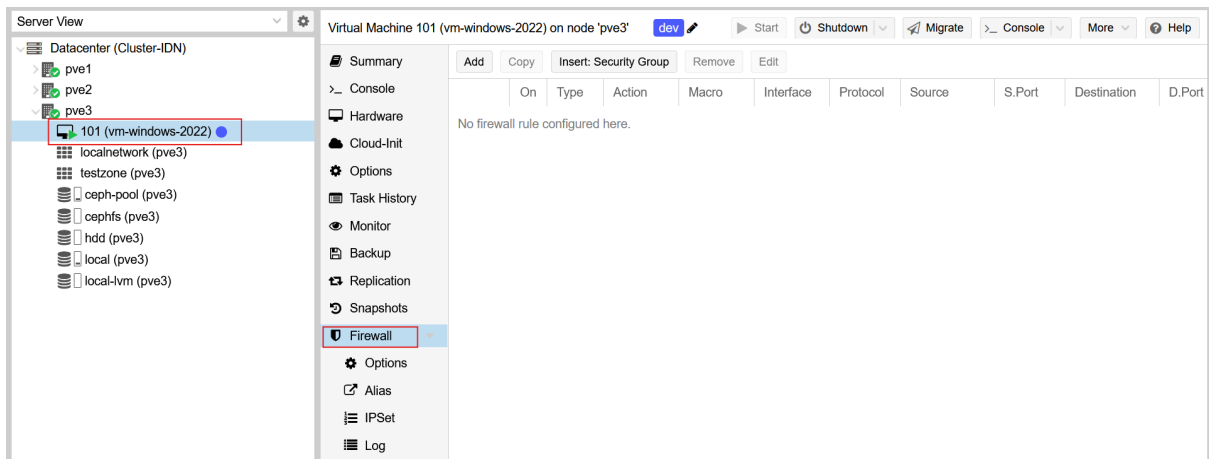 Server View
Datacenter (Cluster-IDN)
pve1
pve2
pve3
101 (vm-windows-2022)
localnetwork (pve3)
testzone (pve3)
ceph-pool (pve3)
cephfs (pve3)
hdd (pve3)
local (pve3)
local-lvm (pve3)
Virtual Machine 101 (vm-windows-2022) on node 'pve3' dev Start Shutdown Migrate >_ Console More Help
Summary
>_ Console
Hardware
Cloud-Init
Options
Task History
Monitor
Backup
Replication
Snapshots
Firewall
Options
Alias
IPSet
Log
Add Copy Insert: Security Group Remove Edit
On Type Action Macro Interface Protocol Source S.Port Destination D.Port
No firewall rule configured here.